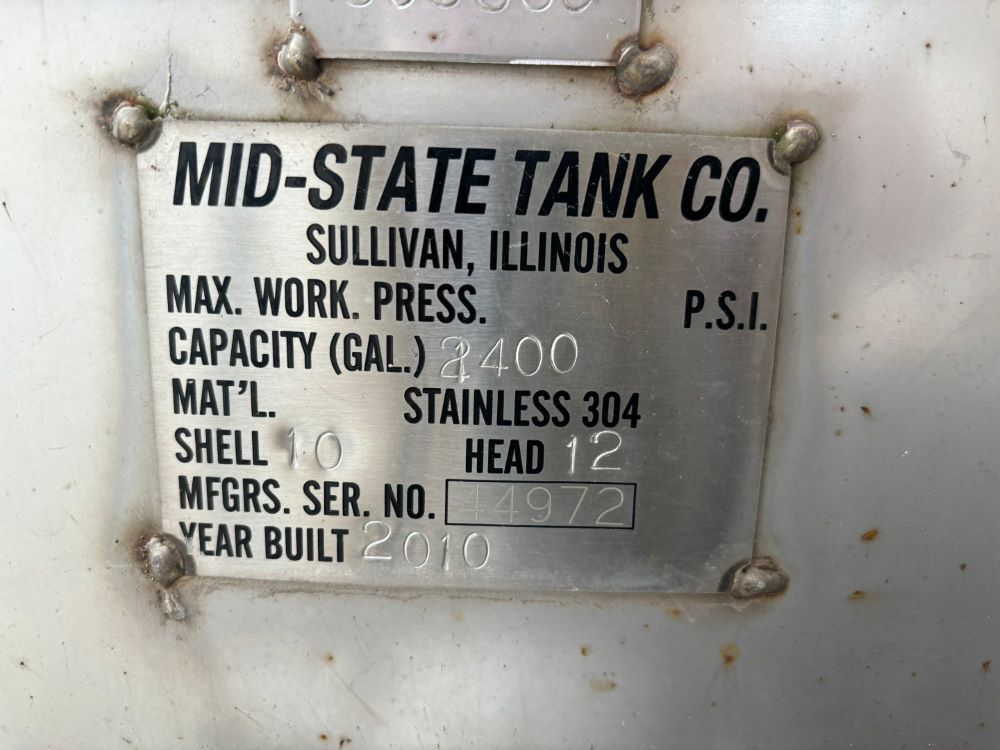 MID-STATE TANK CO.
SULLIVAN, ILLINOIS
MAX. WORK. PRESS. P.S.I.
CAPACITY (GAL.) 2400
MAT'L. STAINLESS 304
SHELL 10 HEAD 12
MFGRS. SER. NO. 44972
YEAR BUILT 2010